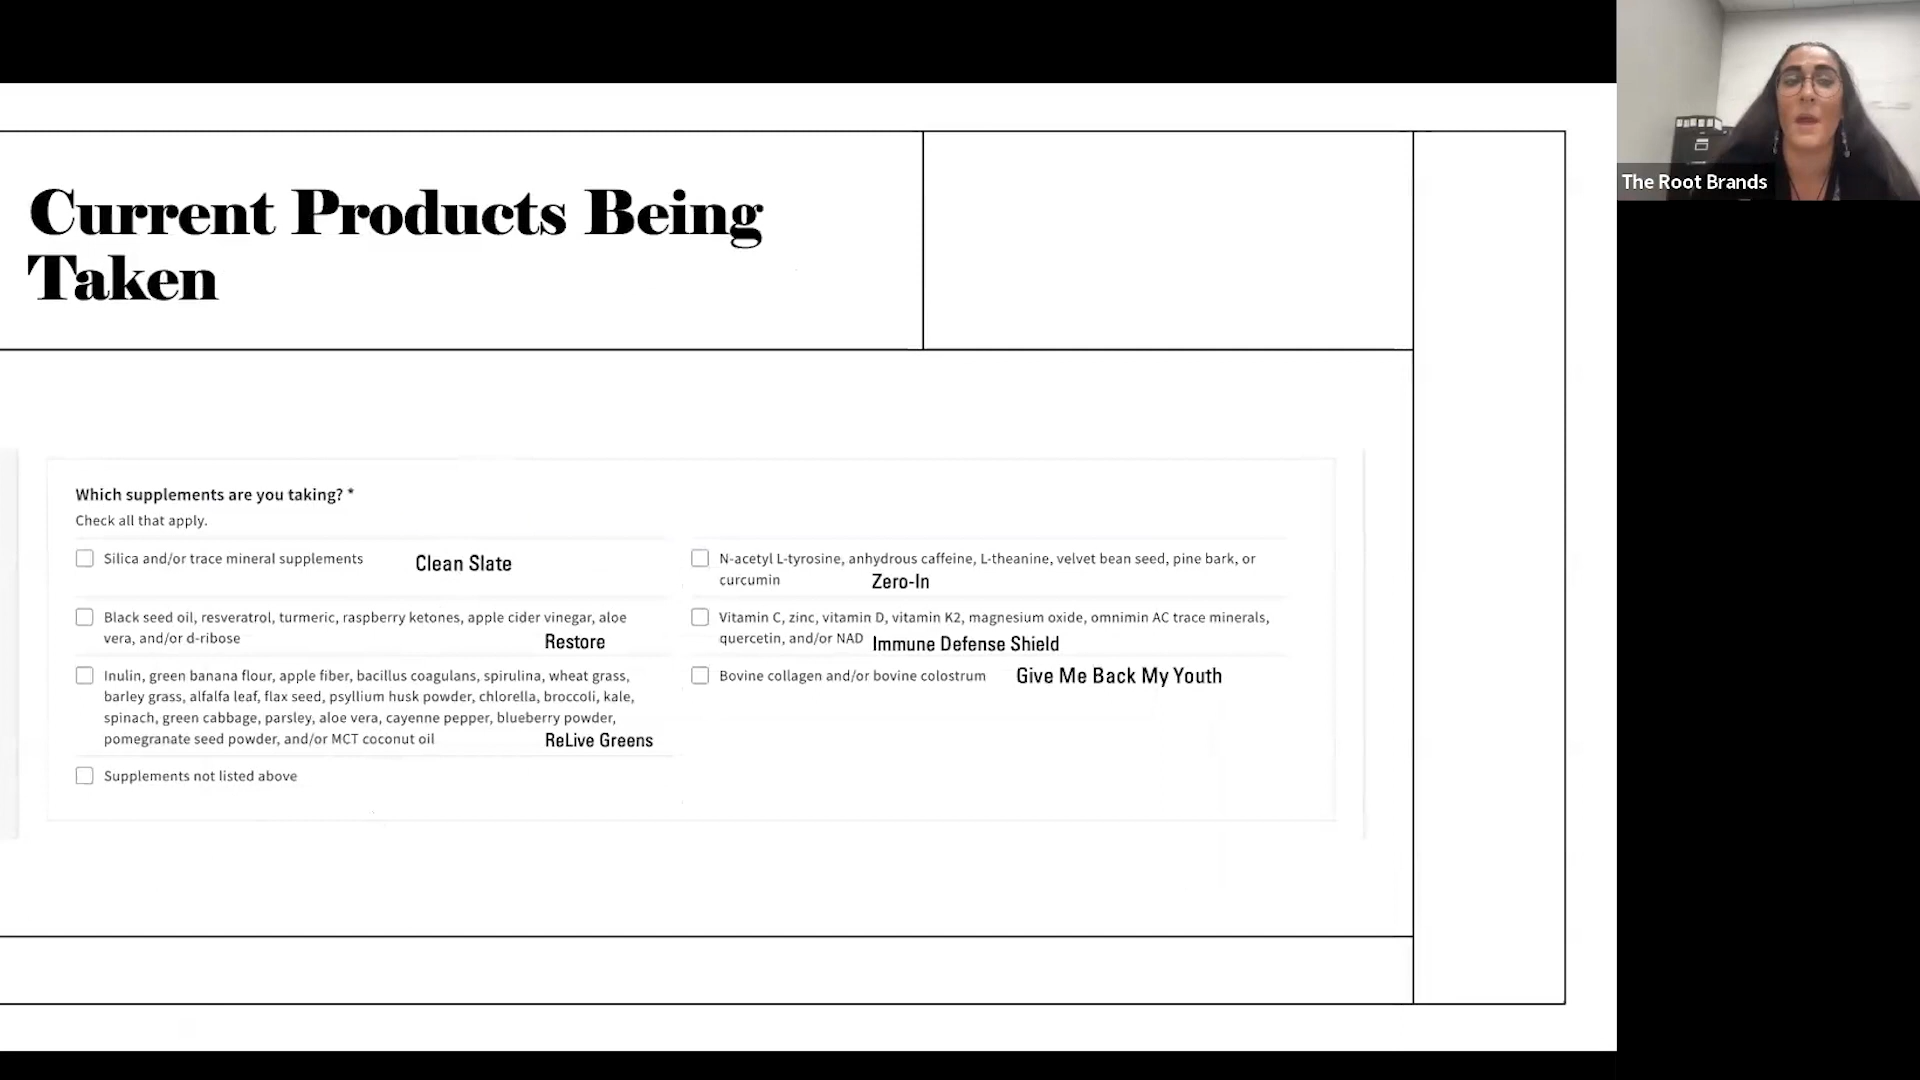 Current Products Being
Taken
The Root Brands
Which supplements are you taking? *
Check all that apply.
Silica and/or trace mineral supplements
Clean Slate
Black seed oil, resveratrol, turmeric, raspberry ketones, apple cider vinegar, aloe
vera, and/or d-ribose
Restore
Inulin, green banana flour, apple fiber, bacillus coagulans, spirulina, wheat grass,
barley grass, alfalfa leaf, flax seed, psyllium husk powder, chlorella, broccoli, kale,
spinach, green cabbage, parsley, aloe vera, cayenne pepper, blueberry powder,
pomegranate seed powder, and/or MCT coconut oil
ReLive Greens
Supplements not listed above
N-acetyl L-tyrosine, anhydrous caffeine, L-theanine, velvet bean seed, pine bark, or
curcumin
Zero-In
Vitamin C, zinc, vitamin D, vitamin K2, magnesium oxide, omnimin AC trace minerals,
quercetin, and/or NAD
Immune Defense Shield
Bovine collagen and/or bovine colostrum
Give Me Back My Youth